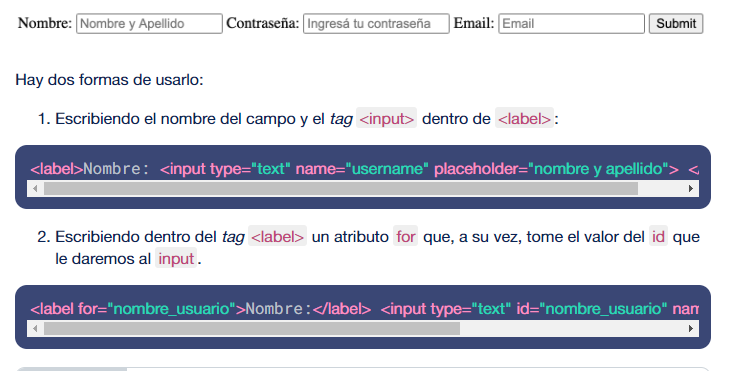 Nombre: Nombre y Apellido Contraseña: Ingresá tu contraseña Email: Email Submit
Hay dos formas de usarlo:
1. Escribiendo el nombre del campo y el tag <input> dentro de <label>:
<label>Nombre: <input type="text" name="username" placeholder="nombre y apellido"> </
2. Escribiendo dentro del tag <label> un atributo for que, a su vez, tome el valor del id que
le daremos al input.
<label for="nombre_usuario">Nombre:</label> <input type="text" id="nombre_usuario" nam